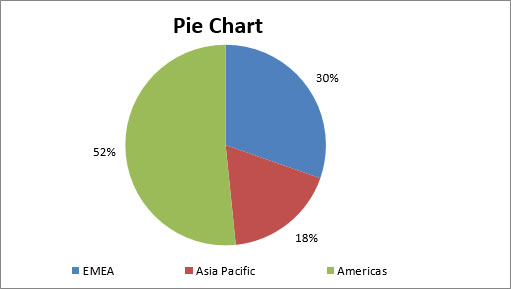 Pie Chart
30%
52%
18%
EMEA
Asia Pacific
Americas